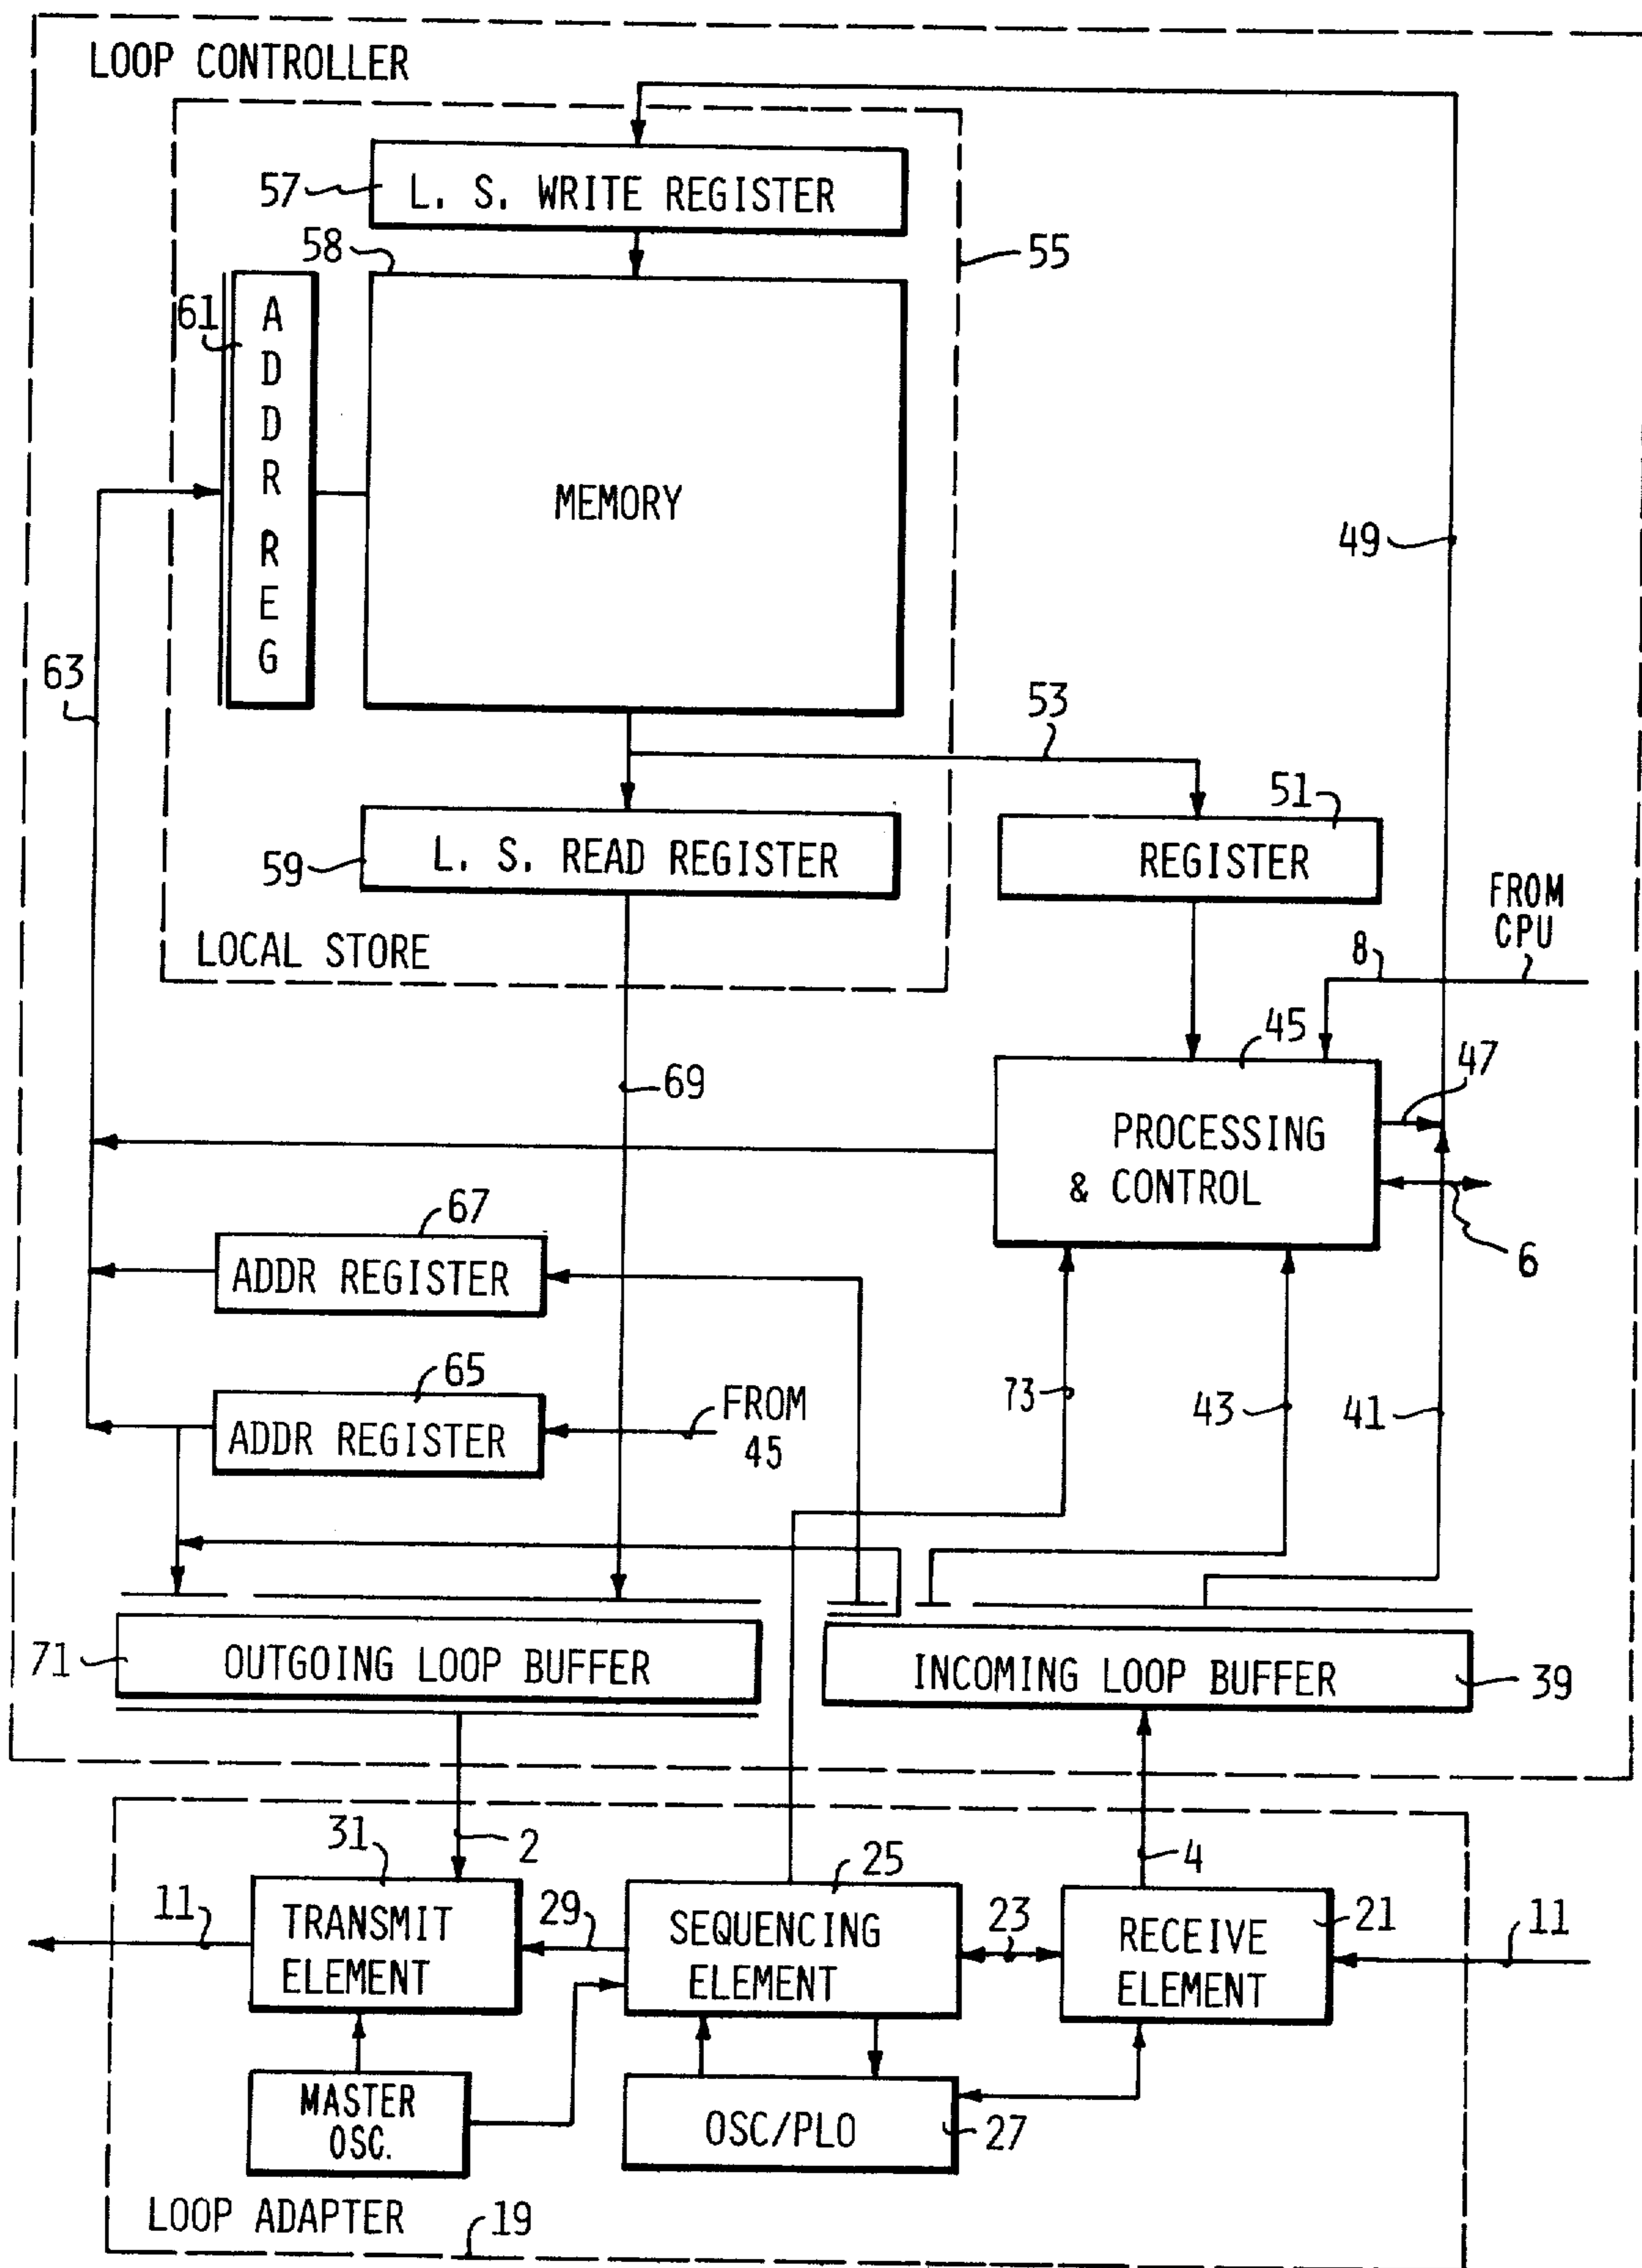 LOOP CONTROLLER
57
L. S. WRITE REGISTER
58
55
61
A
D
D
R
R
E
G
MEMORY
49
63
53
51
59
L. S. READ REGISTER
REGISTER
FROM
CPU
LOCAL STORE
8
45
47
69
PROCESSING
& CONTROL
6
67
ADDR REGISTER
65
ADDR REGISTER
FROM
45
73
43
41
71
OUTGOING LOOP BUFFER
INCOMING LOOP BUFFER
39
31
2
25
4
11
TRANSMIT
ELEMENT
29
SEQUENCING
ELEMENT
23
RECEIVE
ELEMENT
21
11
MASTER
OSC.
OSC/PLO
27
LOOP ADAPTER
19